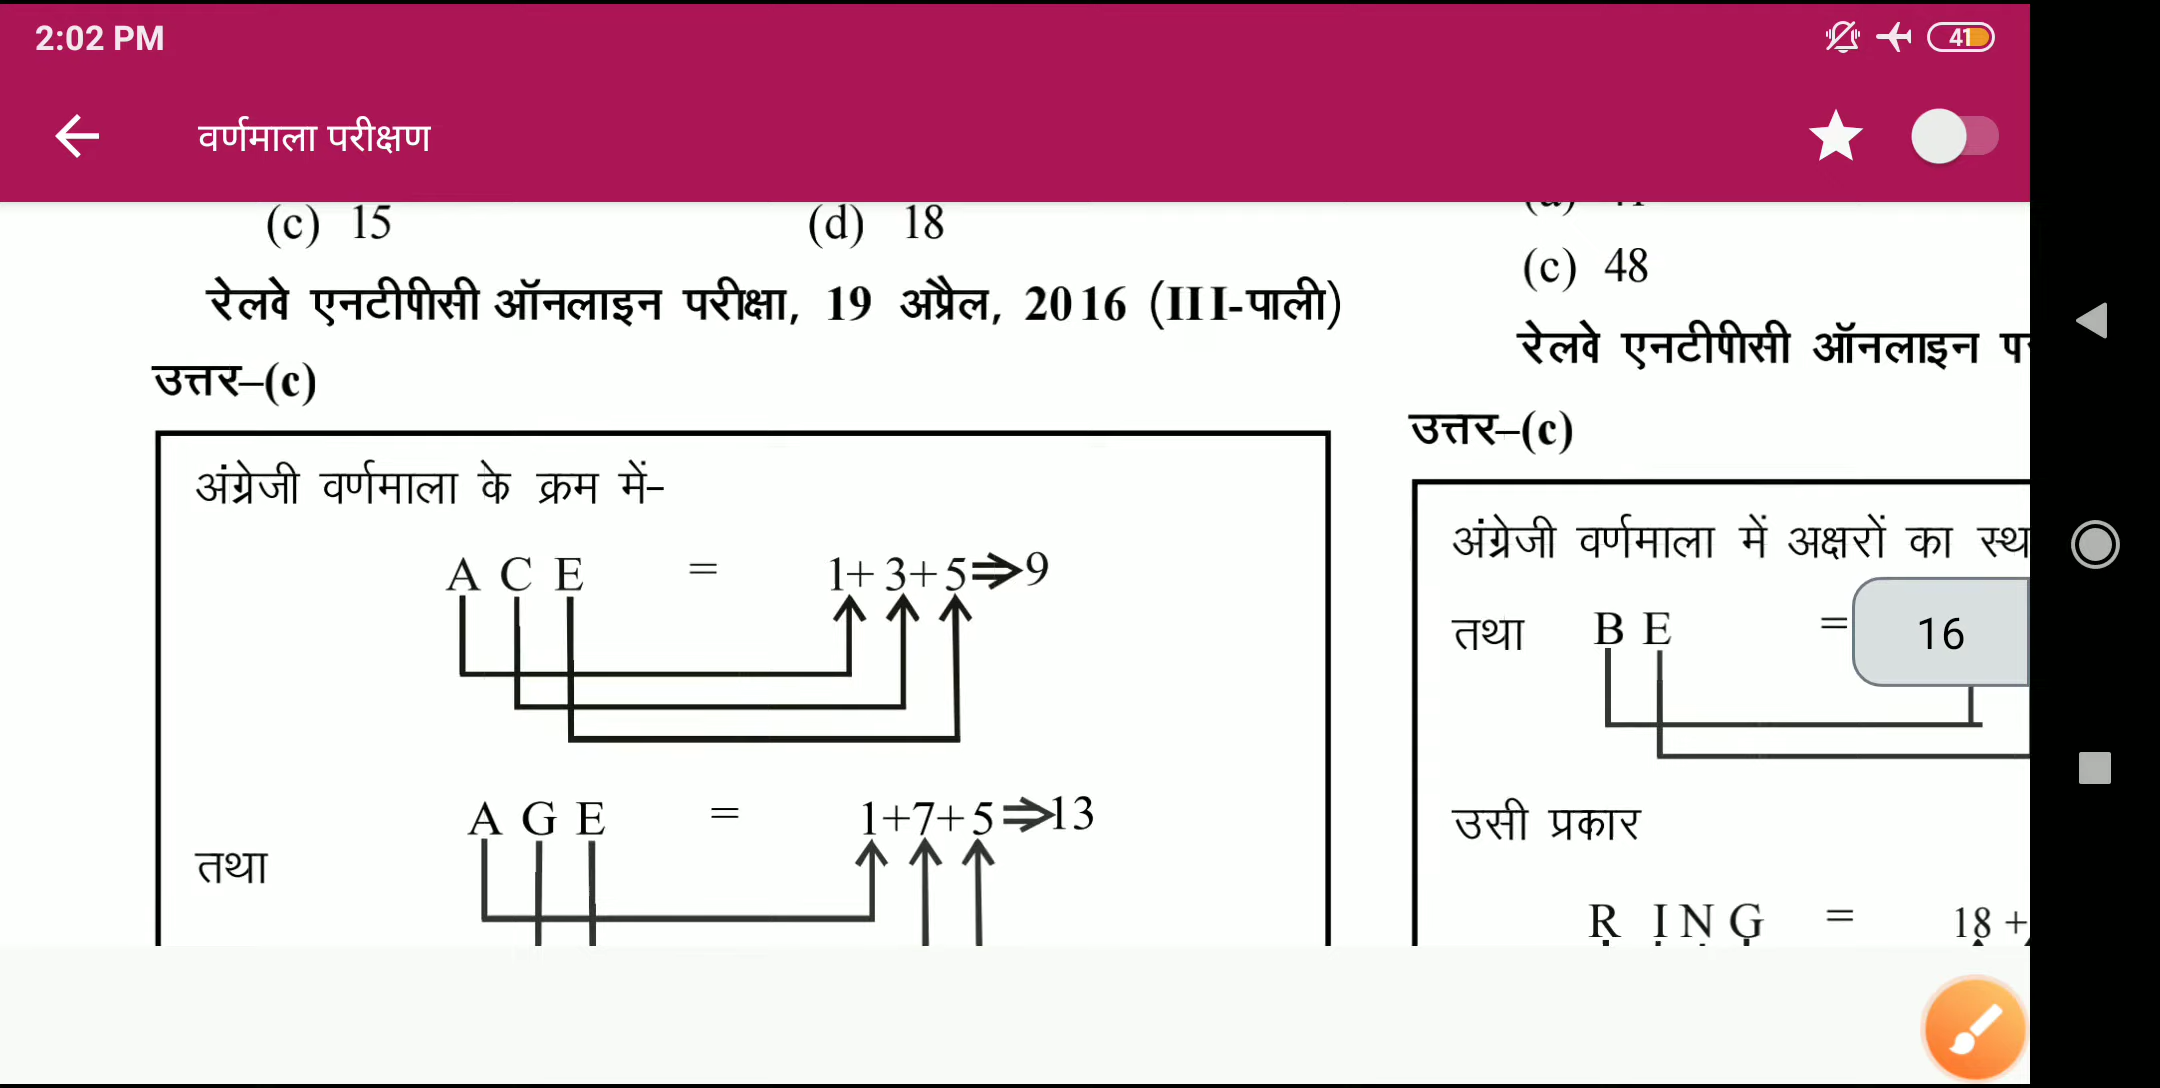 2:02 PM
41
वर्णमाला परीक्षण
(c) 15 (d) 18
रेलवे एनटीपीसी ऑनलाइन परीक्षा, 19 अप्रैल, 2016 (III-पाली)
उत्तर–(c)
अंग्रेजी वर्णमाला के क्रम में–
A C E = 1+3+5⇒9
A G E = 1+7+5⇒13
तथा
(c) 48
रेलवे एनटीपीसी ऑनलाइन
उत्तर–(c)
अंग्रेजी वर्णमाला में अक्षरों का
तथा B E =
16
उसी प्रकार
R I N G = 18 +